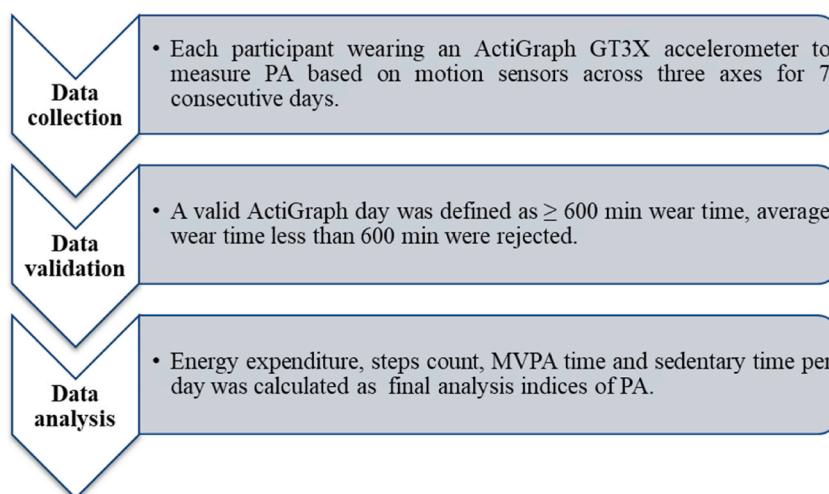 Data
collection
• Each participant wearing an ActiGraph GT3X accelerometer to
measure PA based on motion sensors across three axes for 7
consecutive days.
Data
validation
• A valid ActiGraph day was defined as ≥ 600 min wear time, average
wear time less than 600 min were rejected.
Data
analysis
• Energy expenditure, steps count, MVPA time and sedentary time per
day was calculated as final analysis indices of PA.